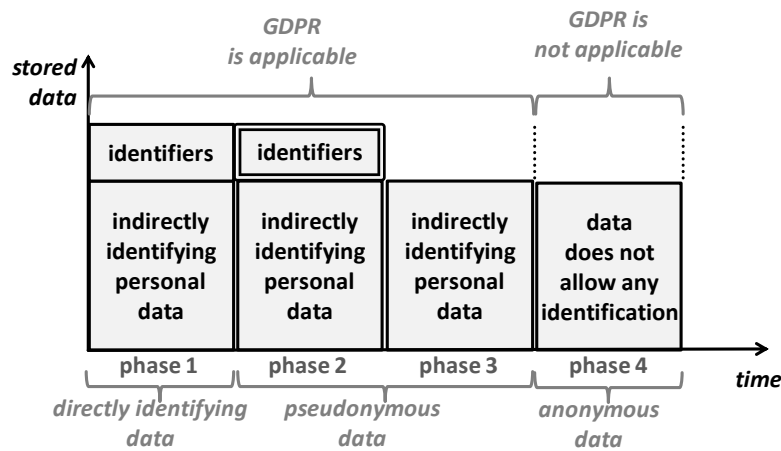 GDPR
is applicable
GDPR is
not applicable
stored
data
identifiers
identifiers
indirectly
identifying
personal
data
indirectly
identifying
personal
data
indirectly
identifying
personal
data
data
does not
allow any
identification
phase 1
phase 2
phase 3
phase 4
time
directly identifying
data
pseudonymous
data
anonymous
data